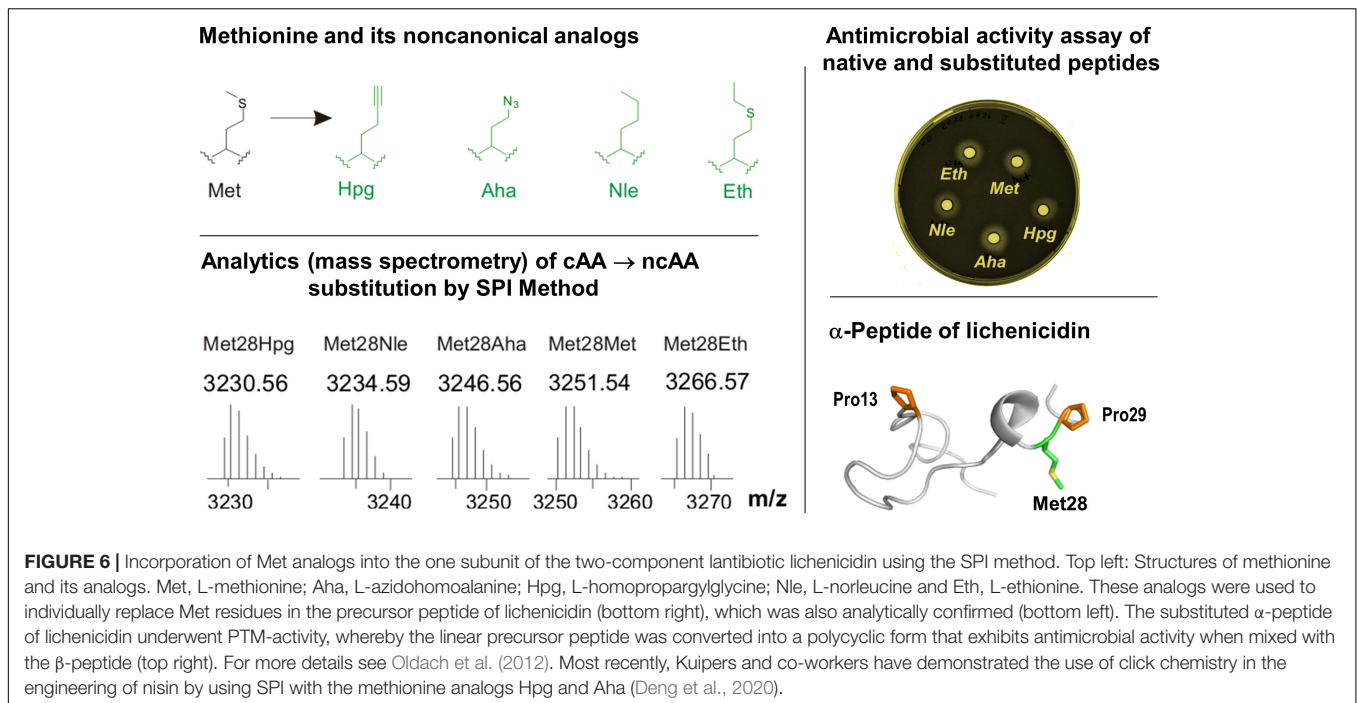 Methionine and its noncanonical analogs
S
N3
S
Met
Hpg
Aha
Nle
Eth
Analytics (mass spectrometry) of cAA → ncAA
substitution by SPI Method
Met28Hpg Met28Nle Met28Aha Met28Met Met28Eth
3230.56 3234.59 3246.56 3251.54 3266.57
3230 3240 3250 3250 3260 3270 m/z
Antimicrobial activity assay of
native and substituted peptides
Eth
Met
Nle
Hpg
Aha
α-Peptide of lichenicidin
Pro13
Pro29
Met28
FIGURE 6 | Incorporation of Met analogs into the one subunit of the two-component lantibiotic lichenicidin using the SPI method. Top left: Structures of methionine
and its analogs. Met, L-methionine; Aha, L-azidohomoalanine; Hpg, L-homopropargylglycine; Nle, L-norleucine and Eth, L-ethionine. These analogs were used to
individually replace Met residues in the precursor peptide of lichenicidin (bottom right), which was also analytically confirmed (bottom left). The substituted α-peptide
of lichenicidin underwent PTM-activity, whereby the linear precursor peptide was converted into a polycyclic form that exhibits antimicrobial activity when mixed with
the β-peptide (top right). For more details see Oldach et al. (2012). Most recently, Kuipers and co-workers have demonstrated the use of click chemistry in the
engineering of nisin by using SPI with the methionine analogs Hpg and Aha (Deng et al., 2020).